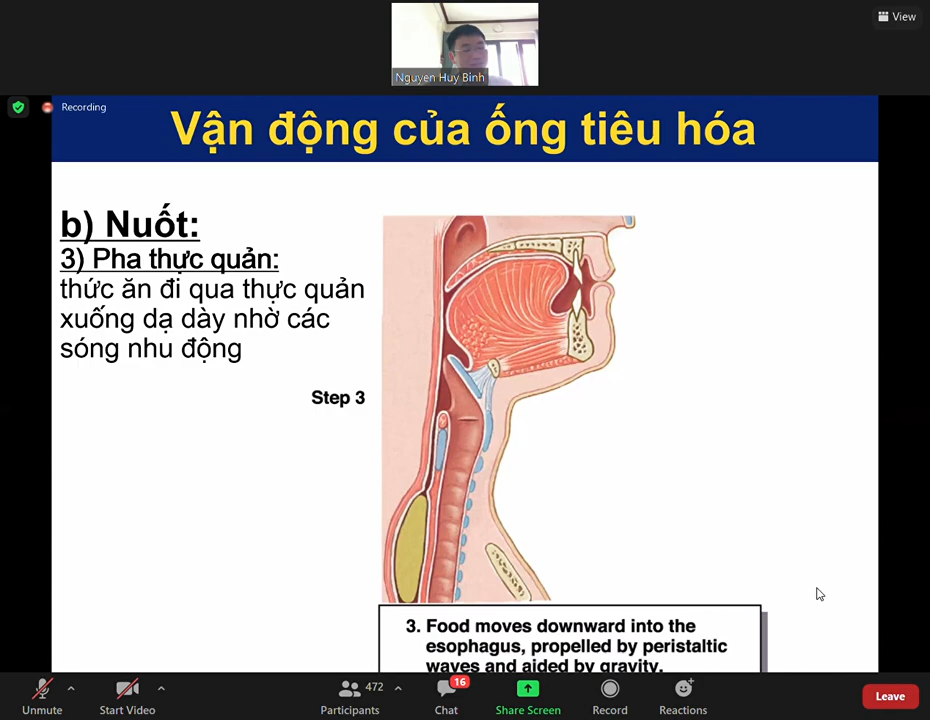 View
Nguyen Huy Binh
Recording
Vận động của ống tiêu hóa
b) Nuốt:
3) Pha thực quản:
thức ăn đi qua thực quản
xuống dạ dày nhờ các
sóng nhu động
Step 3
3. Food moves downward into the
esophagus, propelled by peristaltic
waves and aided by gravity.
Unmute
Start Video
472
Participants
16
Chat
Share Screen
Record
Reactions
Leave